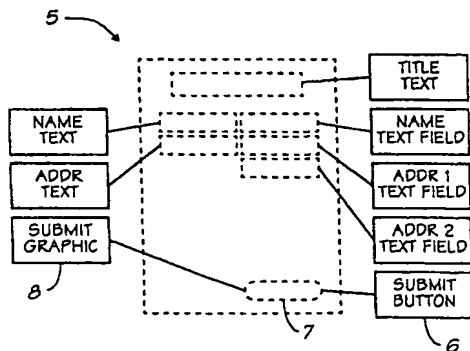 5
TITLE
TEXT
NAME
TEXT
NAME
TEXT FIELD
ADDR
TEXT
ADDR 1
TEXT FIELD
SUBMIT
GRAPHIC
ADDR 2
TEXT FIELD
8
7
SUBMIT
BUTTON
6